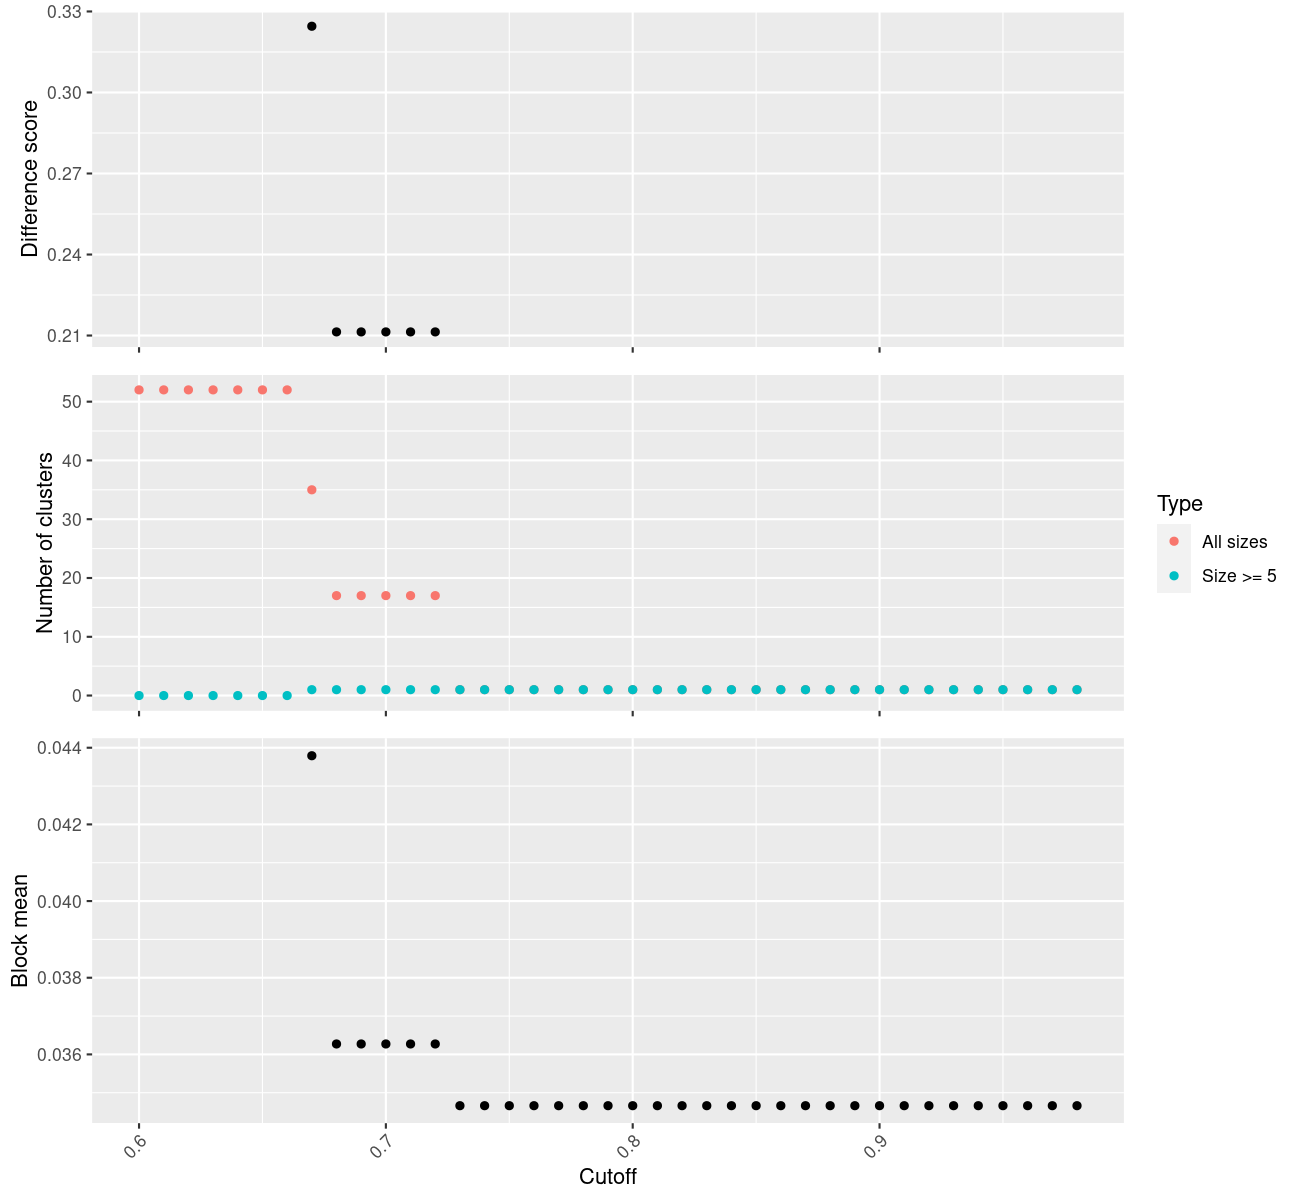 0.33
0.30
0.27
0.24
0.21
Difference score
50
40
30
20
10
0
Number of clusters
Type
All sizes
Size >= 5
0.044
0.042
0.040
0.038
0.036
Block mean
0.6
0.7
0.8
0.9
Cutoff